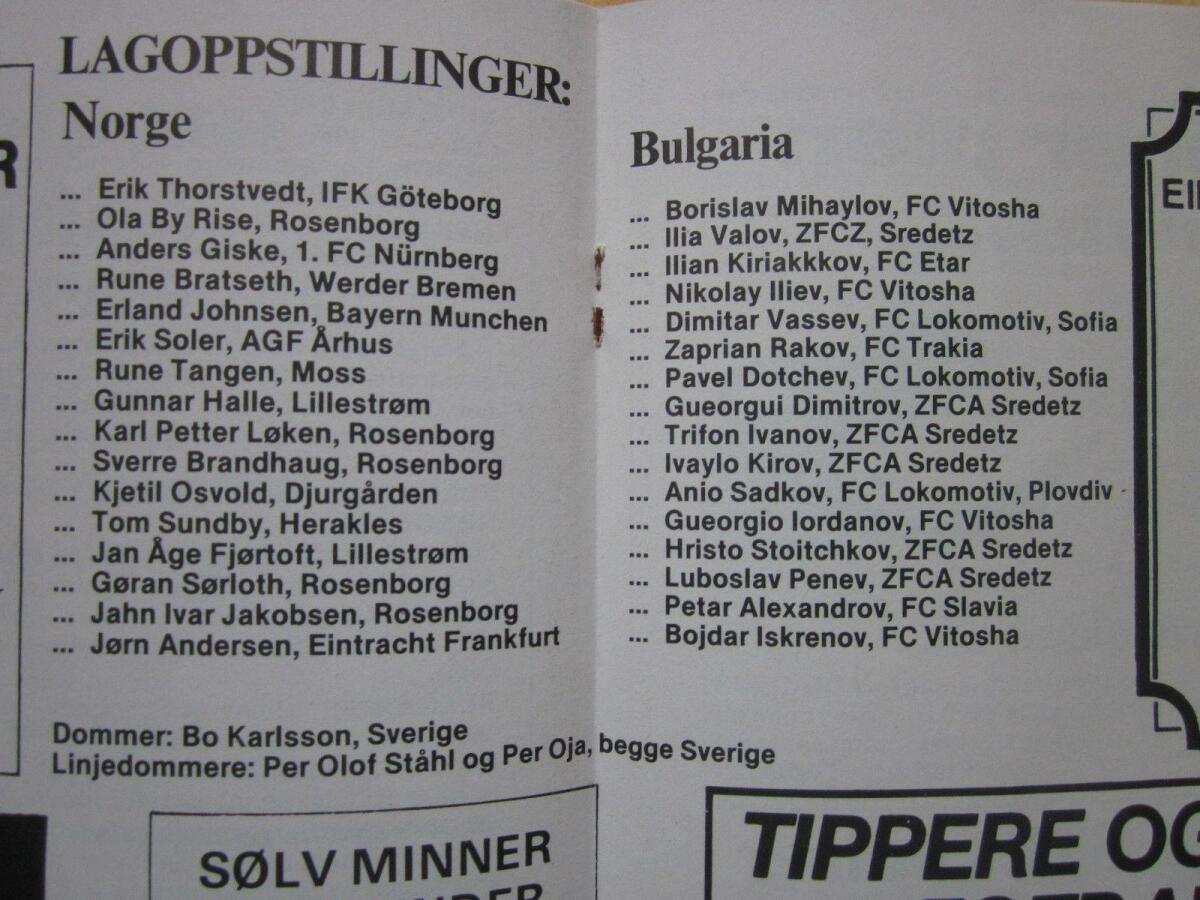 LAGOPPSTILLINGER:
Norge
... Erik Thorstvedt, IFK Göteborg
... Ola By Rise, Rosenborg
... Anders Giske, 1. FC Nürnberg
... Rune Bratseth, Werder Bremen
... Erland Johnsen, Bayern Munchen
... Erik Soler, AGF Århus
... Rune Tangen, Moss
... Gunnar Halle, Lillestrøm
... Karl Petter Løken, Rosenborg
... Sverre Brandhaug, Rosenborg
... Kjetil Osvold, Djurgården
... Tom Sundby, Herakles
... Jan Åge Fjørtoft, Lillestrøm
... Gøran Sørloth, Rosenborg
... Jahn Ivar Jakobsen, Rosenborg
... Jørn Andersen, Eintracht Frankfurt
Bulgaria
... Borislav Mihaylov, FC Vitosha
... Ilia Valov, ZFCZ, Sredetz
... Ilian Kiriakkkov, FC Etar
... Nikolay Iliev, FC Vitosha
... Dimitar Vassev, FC Lokomotiv, Sofia
... Zaprian Rakov, FC Trakia
... Pavel Dotchev, FC Lokomotiv, Sofia
... Gueorgui Dimitrov, ZFCA Sredetz
... Trifon Ivanov, ZFCA Sredetz
... Ivaylo Kirov, ZFCA Sredetz
... Anio Sadkov, FC Lokomotiv, Plovdiv
... Gueorgio Iordanov, FC Vitosha
... Hristo Stoitchkov, ZFCA Sredetz
... Luboslav Penev, ZFCA Sredetz
... Petar Alexandrov, FC Slavia
... Bojdar Iskrenov, FC Vitosha
Dommer: Bo Karlsson, Sverige
Linjedommere: Per Olof Ståhl og Per Oja, begge Sverige
SØLV MINNER
TIPPERE OG